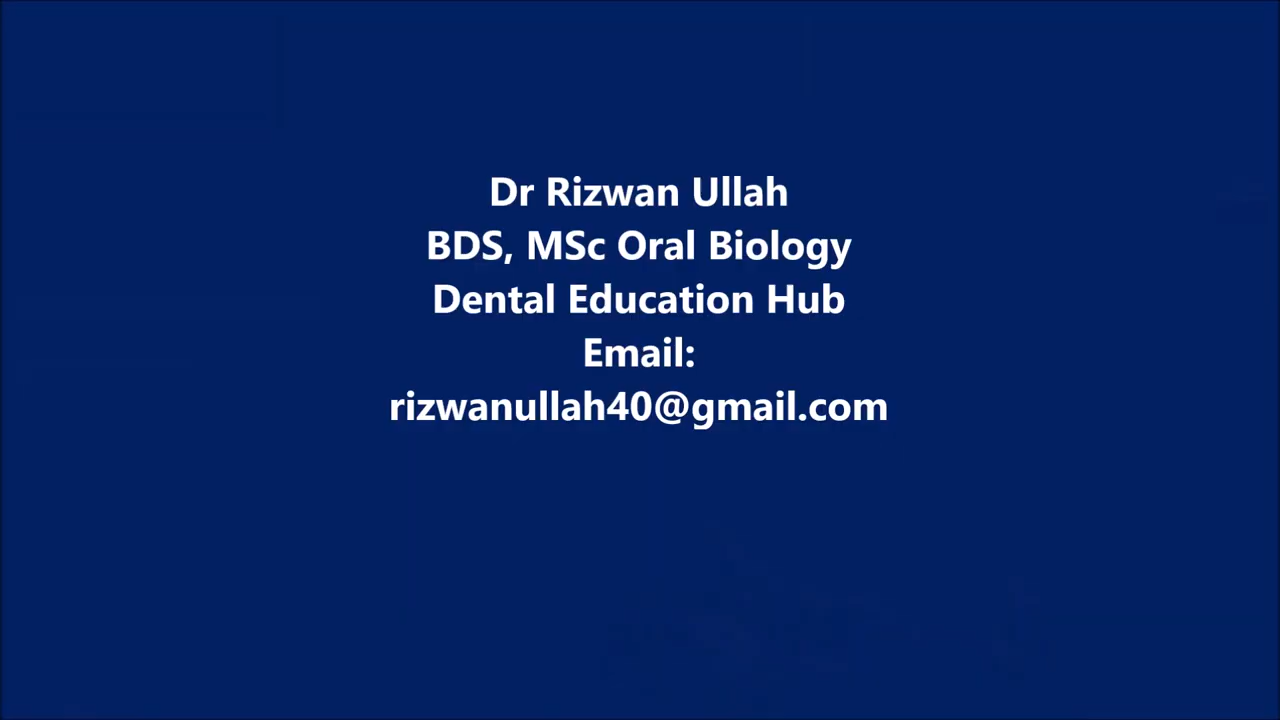 Dr Rizwan Ullah
BDS, MSc Oral Biology
Dental Education Hub
Email:
rizwanullah40@gmail.com